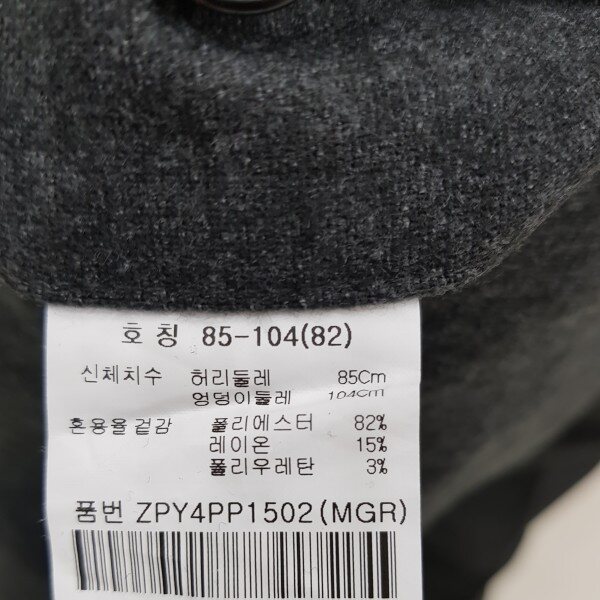 호칭 85-104(82)
신체치수 허리둘레 85Cm
엉덩이둘레 104cm
혼용율겉감 폴리에스터 82%
레이온 15%
폴리우레탄 3%
품번 ZPY4PP1502(MGR)